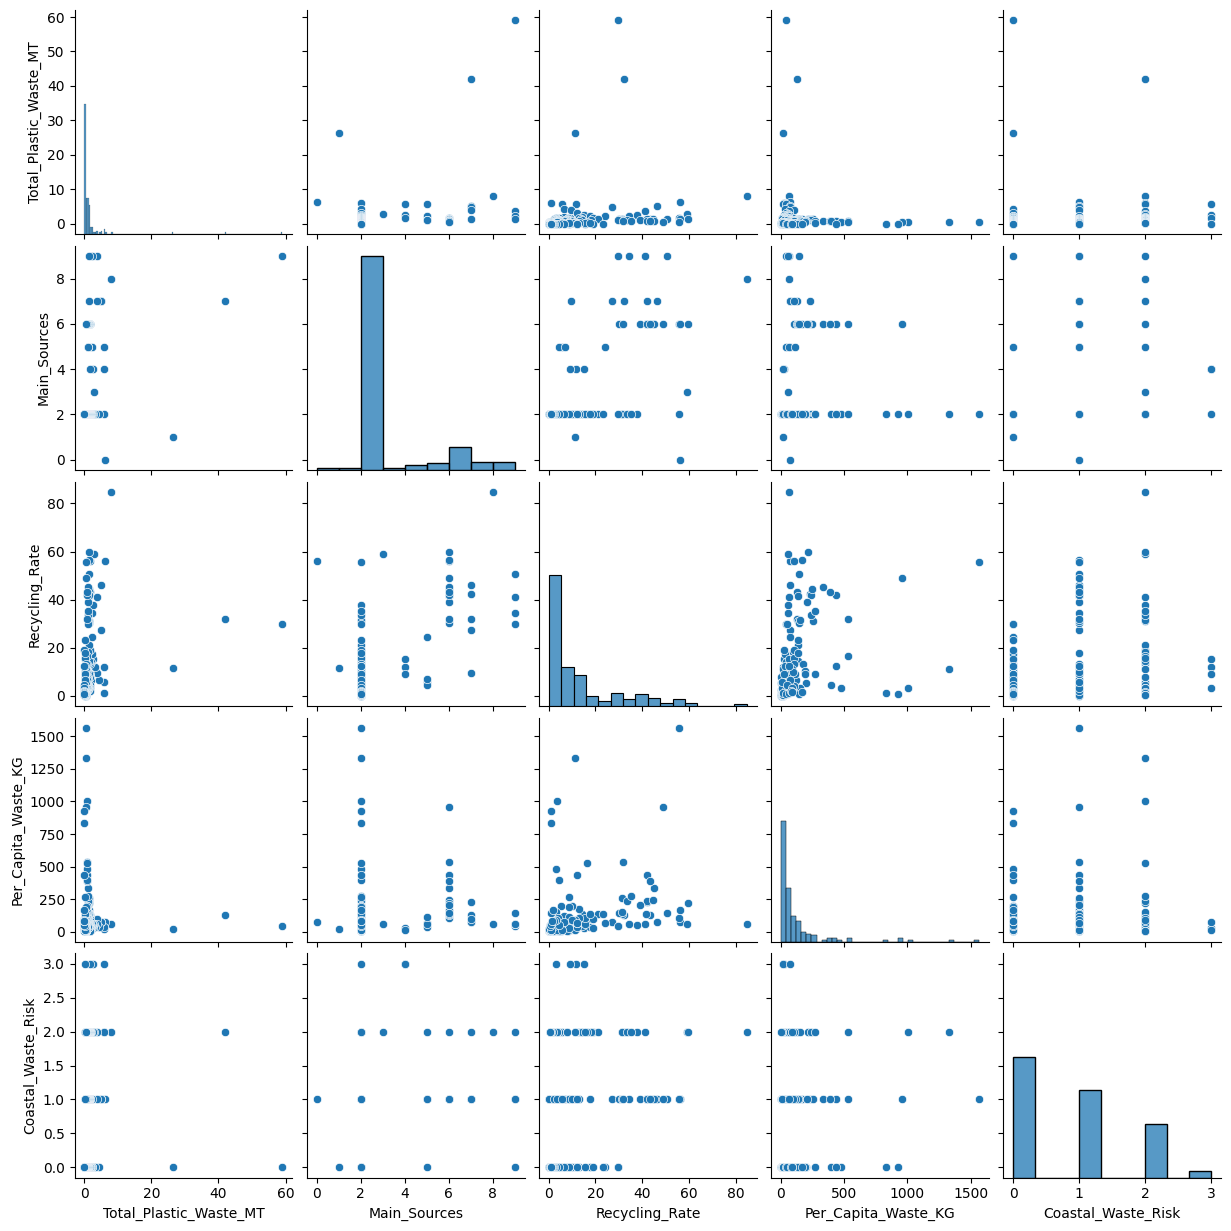 60
50
40
30
20
10
0
Total_Plastic_Waste_MT
8
6
4
2
0
Main_Sources
80
60
40
20
0
Recycling_Rate
1500
1250
1000
750
500
250
0
Per_Capita_Waste_KG
3.0
2.5
2.0
1.5
1.0
0.5
0.0
Coastal_Waste_Risk
0 20 40 60
0 2 4 6 8
0 20 40 60 80
0 500 1000 1500
0 1 2 3
Total_Plastic_Waste_MT
Main_Sources
Recycling_Rate
Per_Capita_Waste_KG
Coastal_Waste_Risk